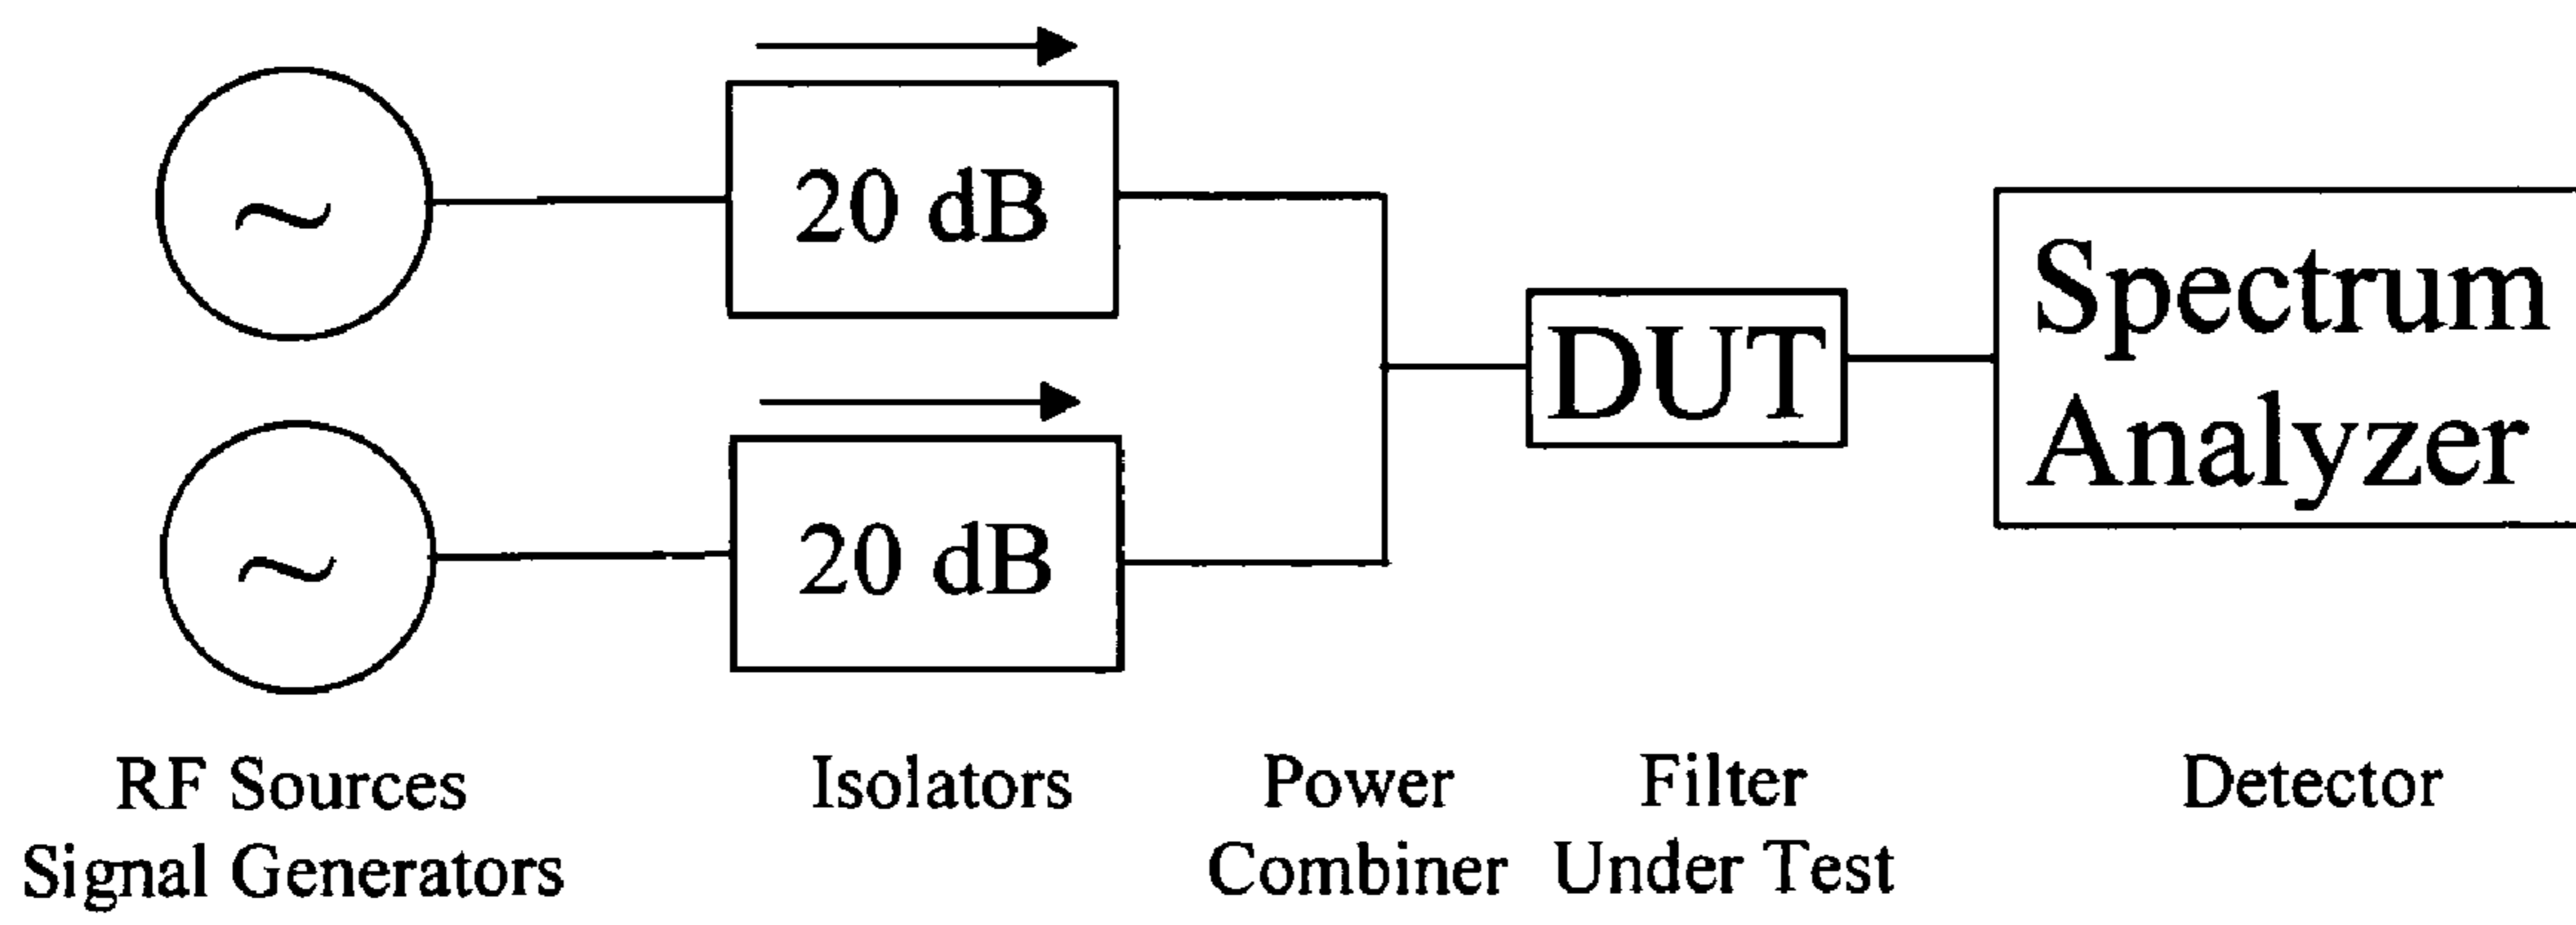 ~
20 dB
~
20 dB
DUT
Spectrum
Analyzer
RF Sources
Signal Generators
Isolators
Power
Combiner
Filter
Under Test
Detector